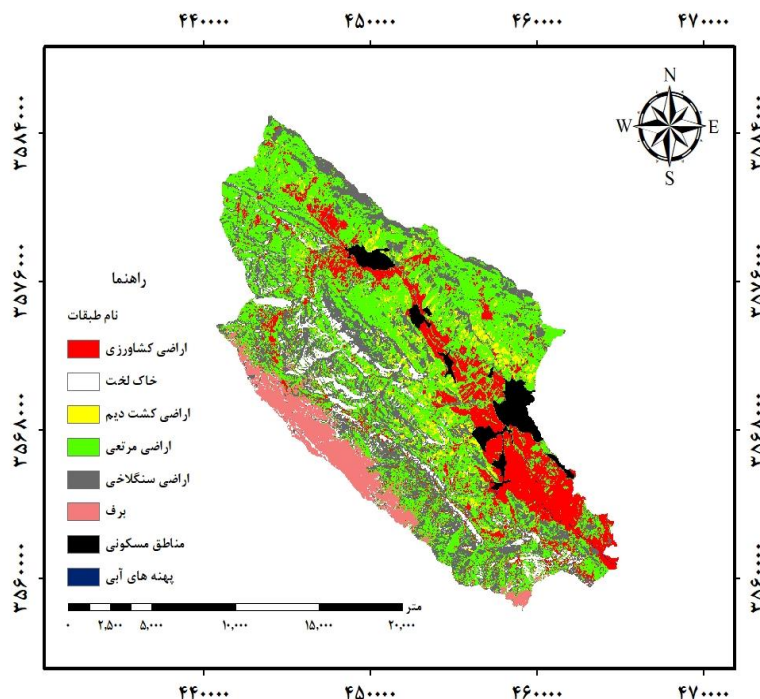 ۴۴۰۰۰۰ ۴۵۰۰۰۰ ۴۶۰۰۰۰ ۴۷۰۰۰۰
N
W E
S
۳۵۸۴۰۰۰ ۳۵۸۴۰۰۰
۳۵۷۶۰۰۰ ۳۵۷۶۰۰۰
۳۵۶۸۰۰۰ ۳۵۶۸۰۰۰
۳۵۶۰۰۰۰ ۳۵۶۰۰۰۰
راهنما
نام طبقات
اراضی کشاورزی
خاک لخت
اراضی کشت دیم
اراضی مرتعی
اراضی سنگلاخی
برف
مناطق مسکونی
پهنه های آبی
متر
۰ ۲,۵۰۰ ۵,۰۰۰ ۱۰,۰۰۰ ۱۵,۰۰۰ ۲۰,۰۰۰
۴۴۰۰۰۰ ۴۵۰۰۰۰ ۴۶۰۰۰۰ ۴۷۰۰۰۰